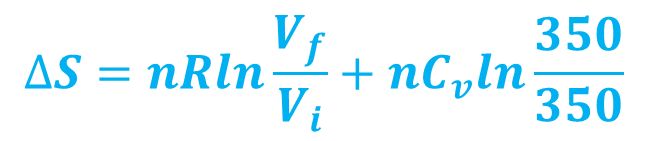 ΔS = nRln V_f/V_i + nC_v ln 350/350